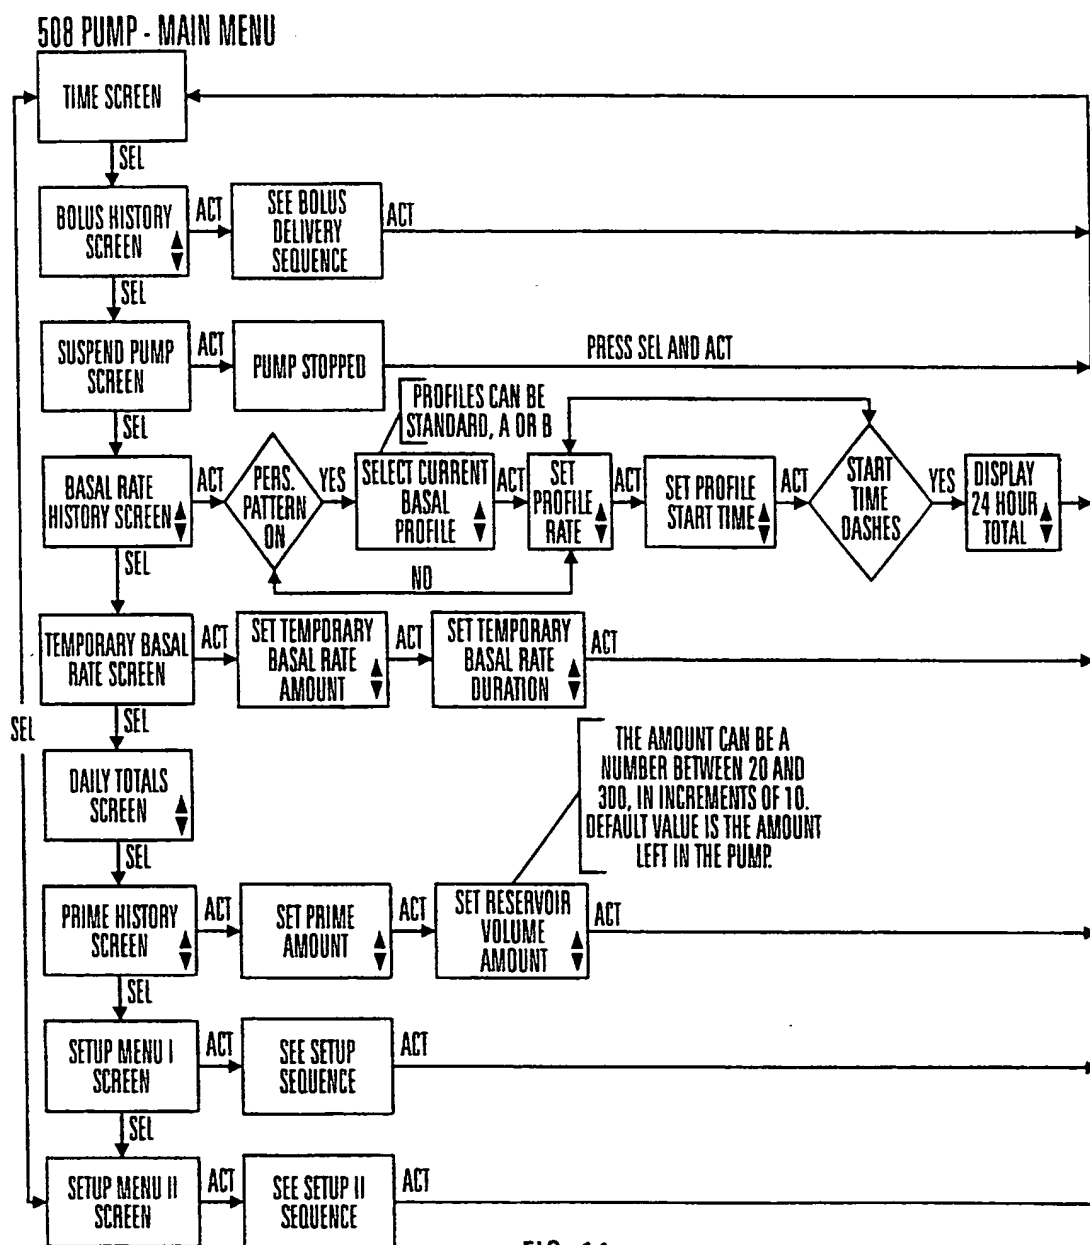 508 PUMP - MAIN MENU
TIME SCREEN
SEL
BOLUS HISTORY
SCREEN
ACT
SEE BOLUS
DELIVERY
SEQUENCE
ACT
SEL
SUSPEND PUMP
SCREEN
ACT
PUMP STOPPED
PRESS SEL AND ACT
SEL
PROFILES CAN BE
STANDARD, A OR B
BASAL RATE
HISTORY SCREEN
ACT
PERS.
PATTERN
ON
YES
SELECT CURRENT
BASAL
PROFILE
ACT
SET
PROFILE
RATE
ACT
SET PROFILE
START TIME
ACT
START
TIME
DASHES
YES
DISPLAY
24 HOUR
TOTAL
NO
SEL
TEMPORARY BASAL
RATE SCREEN
ACT
SET TEMPORARY
BASAL RATE
AMOUNT
ACT
SET TEMPORARY
BASAL RATE
DURATION
ACT
SEL
SEL
DAILY TOTALS
SCREEN
THE AMOUNT CAN BE A
NUMBER BETWEEN 20 AND
300, IN INCREMENTS OF 10.
DEFAULT VALUE IS THE AMOUNT
LEFT IN THE PUMP.
SEL
PRIME HISTORY
SCREEN
ACT
SET PRIME
AMOUNT
ACT
SET RESERVOIR
VOLUME
AMOUNT
ACT
SEL
SETUP MENU I
SCREEN
ACT
SEE SETUP
SEQUENCE
ACT
SEL
SETUP MENU II
SCREEN
ACT
SEE SETUP II
SEQUENCE
ACT